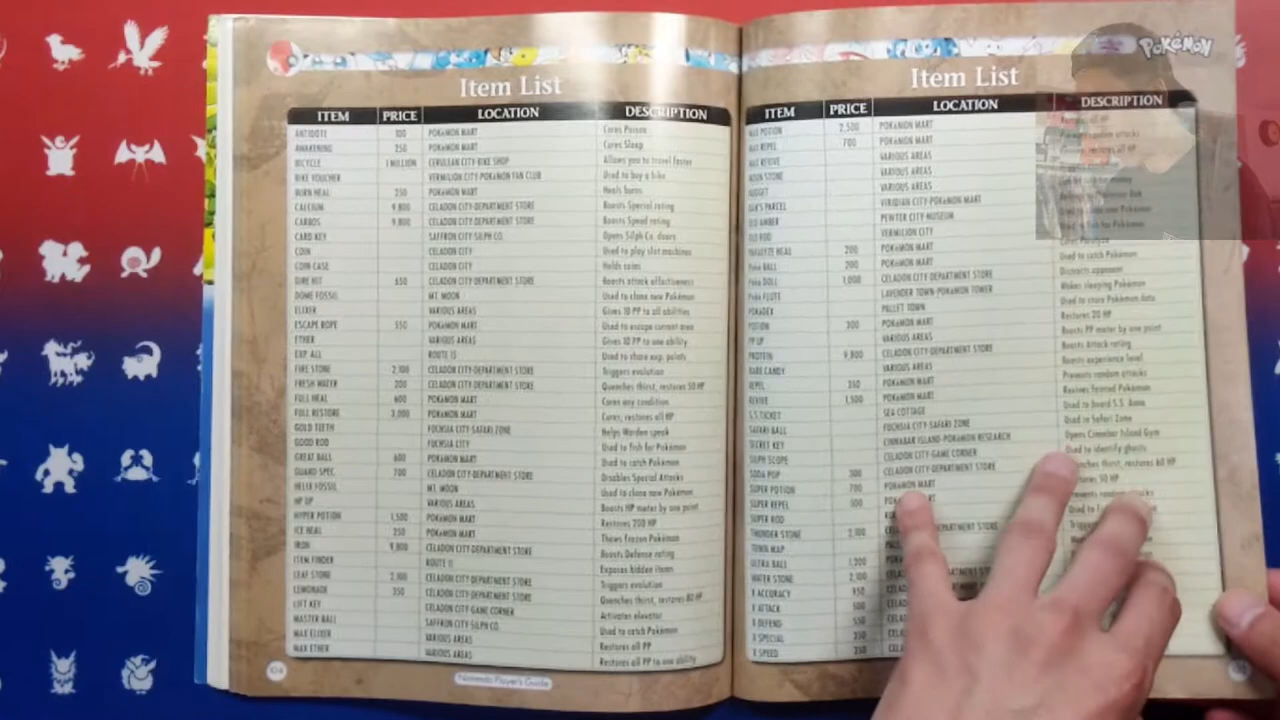 POKéMON
Item List
ITEM PRICE LOCATION DESCRIPTION
ANTIDOTE 100 POKéMON MART Cures Poison
AWAKENING 250 POKéMON MART Cures Sleep
BICYCLE 1 MILLION CERULEAN CITY-BIKE SHOP Allows you to travel faster
BIKE VOUCHER VERMILION CITY-POKéMON FAN CLUB Used to buy a bike
BURN HEAL 250 POKéMON MART Heals burns
CALCIUM 9,800 CELADON CITY-DEPARTMENT STORE Boosts Special rating
CARBOS 9,800 CELADON CITY-DEPARTMENT STORE Boosts Speed rating
CARD KEY SAFFRON CITY-SILPH CO. Opens Silph Co. doors
COIN CELADON CITY Used to play slot machines
COIN CASE CELADON CITY Holds coins
DIRE HIT 650 CELADON CITY-DEPARTMENT STORE Boosts attack effectiveness
DOME FOSSIL MT. MOON Used to clone new Pokémon
ELIXER VARIOUS AREAS Gives 10 PP to all abilities
ESCAPE ROPE 550 POKéMON MART Used to escape current area
ETHER VARIOUS AREAS Gives 10 PP to one ability
EXP ALL ROUTE 15 Used to share exp. points
FIRE STONE 2,100 CELADON CITY-DEPARTMENT STORE Triggers evolution
FRESH WATER 200 CELADON CITY-DEPARTMENT STORE Quenches thirst, restores 50 HP
FULL HEAL 600 POKéMON MART Cures any condition
FULL RESTORE 3,000 POKéMON MART Cures, restores all HP
GOLD TEETH FUCHSIA CITY-SAFARI ZONE Helps Warden speak
GOOD ROD FUCHSIA CITY Used to fish for Pokémon
GREAT BALL 600 POKéMON MART Used to catch Pokémon
GUARD SPEC. 700 CELADON CITY-DEPARTMENT STORE Disables Special Attacks
HELIX FOSSIL MT. MOON Used to clone new Pokémon
HP UP VARIOUS AREAS Boosts HP meter by one point
HYPER POTION 1,500 POKéMON MART Restores 200 HP
ICE HEAL 250 POKéMON MART Thaws frozen Pokémon
IRON 9,800 CELADON CITY-DEPARTMENT STORE Boosts Defense rating
ITEM FINDER ROUTE 11 Exposes hidden items
LEAF STONE 2,100 CELADON CITY-DEPARTMENT STORE Triggers evolution
LEMONADE 350 CELADON CITY-DEPARTMENT STORE Quenches thirst, restores 80 HP
LIFT KEY CELADON CITY-GAME CORNER Activates elevator
MASTER BALL SAFFRON CITY-SILPH CO. Used to catch Pokémon
MAX ELIXER VARIOUS AREAS Restores all PP
MAX ETHER VARIOUS AREAS Restores all PP to one ability
104
Nintendo Player's Guide
Item List
ITEM PRICE LOCATION DESCRIPTION
MAX POTION 2,500 POKéMON MART
MAX REPEL 700 POKéMON MART
MAX REVIVE VARIOUS AREAS
MOON STONE VARIOUS AREAS
NUGGET VARIOUS AREAS
OAK'S PARCEL VIRIDIAN CITY-POKéMON MART
OLD AMBER PEWTER CITY-MUSEUM
OLD ROD VERMILION CITY
PARALYZE HEAL 200 POKéMON MART
POKé BALL 200 POKéMON MART Used to catch Pokémon
POKé DOLL 1,000 CELADON CITY-DEPARTMENT STORE Distracts opponent
POKé FLUTE LAVENDER TOWN-POKéMON TOWER Wakes sleeping Pokémon
POKéDEX PALLET TOWN Used to store Pokémon data
POTION 300 POKéMON MART Restores 20 HP
PP UP VARIOUS AREAS Boosts PP meter by one point
PROTEIN 9,800 CELADON CITY-DEPARTMENT STORE Boosts Attack rating
RARE CANDY VARIOUS AREAS Boosts experience level
REPEL 350 POKéMON MART Prevents random attacks
REVIVE 1,500 POKéMON MART Revives fainted Pokémon
S.S.TICKET SEA COTTAGE Used to board S.S. Anne
SAFARI BALL FUCHSIA CITY-SAFARI ZONE Used in Safari Zone
SECRET KEY CINNABAR ISLAND-POKéMON RESEARCH Opens Cinnabar Island Gym
SILPH SCOPE CELADON CITY-GAME CORNER Used to identify ghosts
SODA POP 300 CELADON CITY-DEPARTMENT STORE thirst, restores 60 HP
SUPER POTION 700 POKéMON MART 50 HP
SUPER REPEL 500
SUPER ROD
THUNDER STONE 2,100 STORE
TOWN MAP
ULTRA BALL 1,200
WATER STONE 2,100
X ACCURACY 950
X ATTACK 500
X DEFEND 550
X SPECIAL 350
X SPEED 350